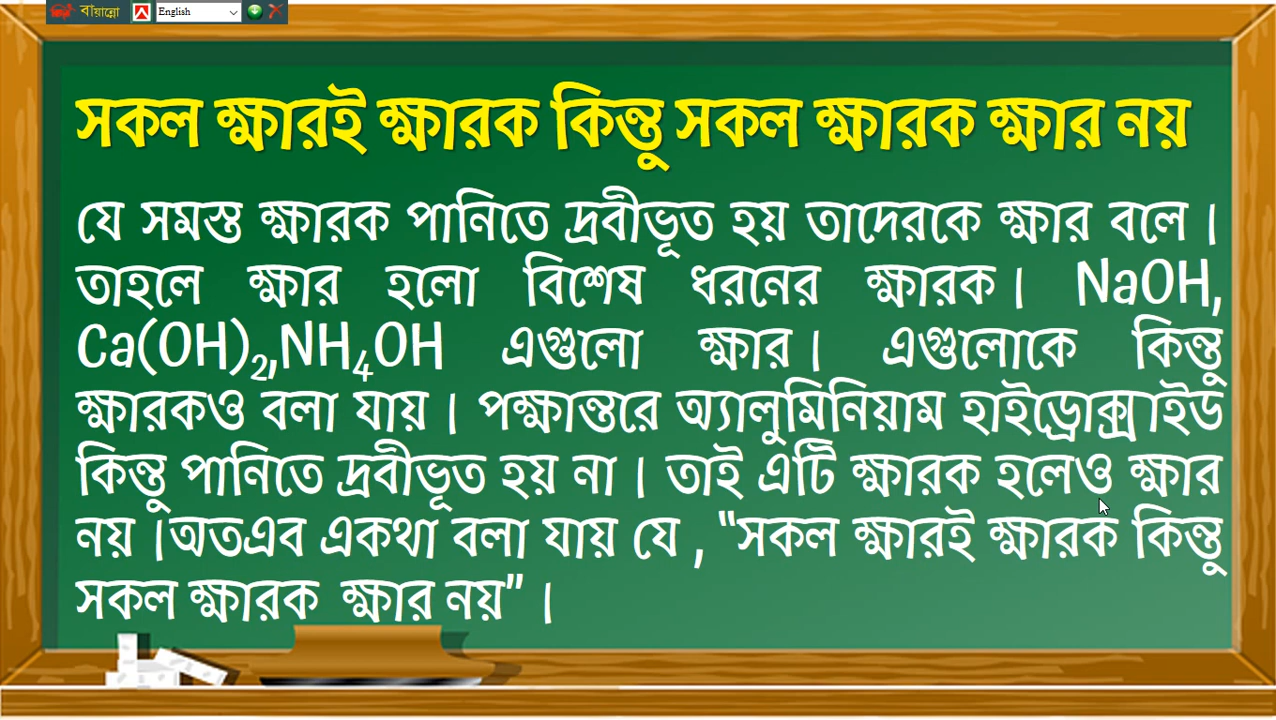 বায়ান্নো English
সকল ক্ষারই ক্ষারক কিন্তু সকল ক্ষারক ক্ষার নয়
যে সমস্ত ক্ষারক পানিতে দ্রবীভূত হয় তাদেরকে ক্ষার বলে।
তাহলে ক্ষার হলো বিশেষ ধরনের ক্ষারক। NaOH,
Ca(OH)₂,NH₄OH এগুলো ক্ষার। এগুলোকে কিন্তু
ক্ষারকও বলা যায়। পক্ষান্তরে অ্যালুমিনিয়াম হাইড্রোক্সাইড
কিন্তু পানিতে দ্রবীভূত হয় না। তাই এটি ক্ষারক হলেও ক্ষার
নয়।অতএব একথা বলা যায় যে , “সকল ক্ষারই ক্ষারক কিন্তু
সকল ক্ষারক ক্ষার নয়”।